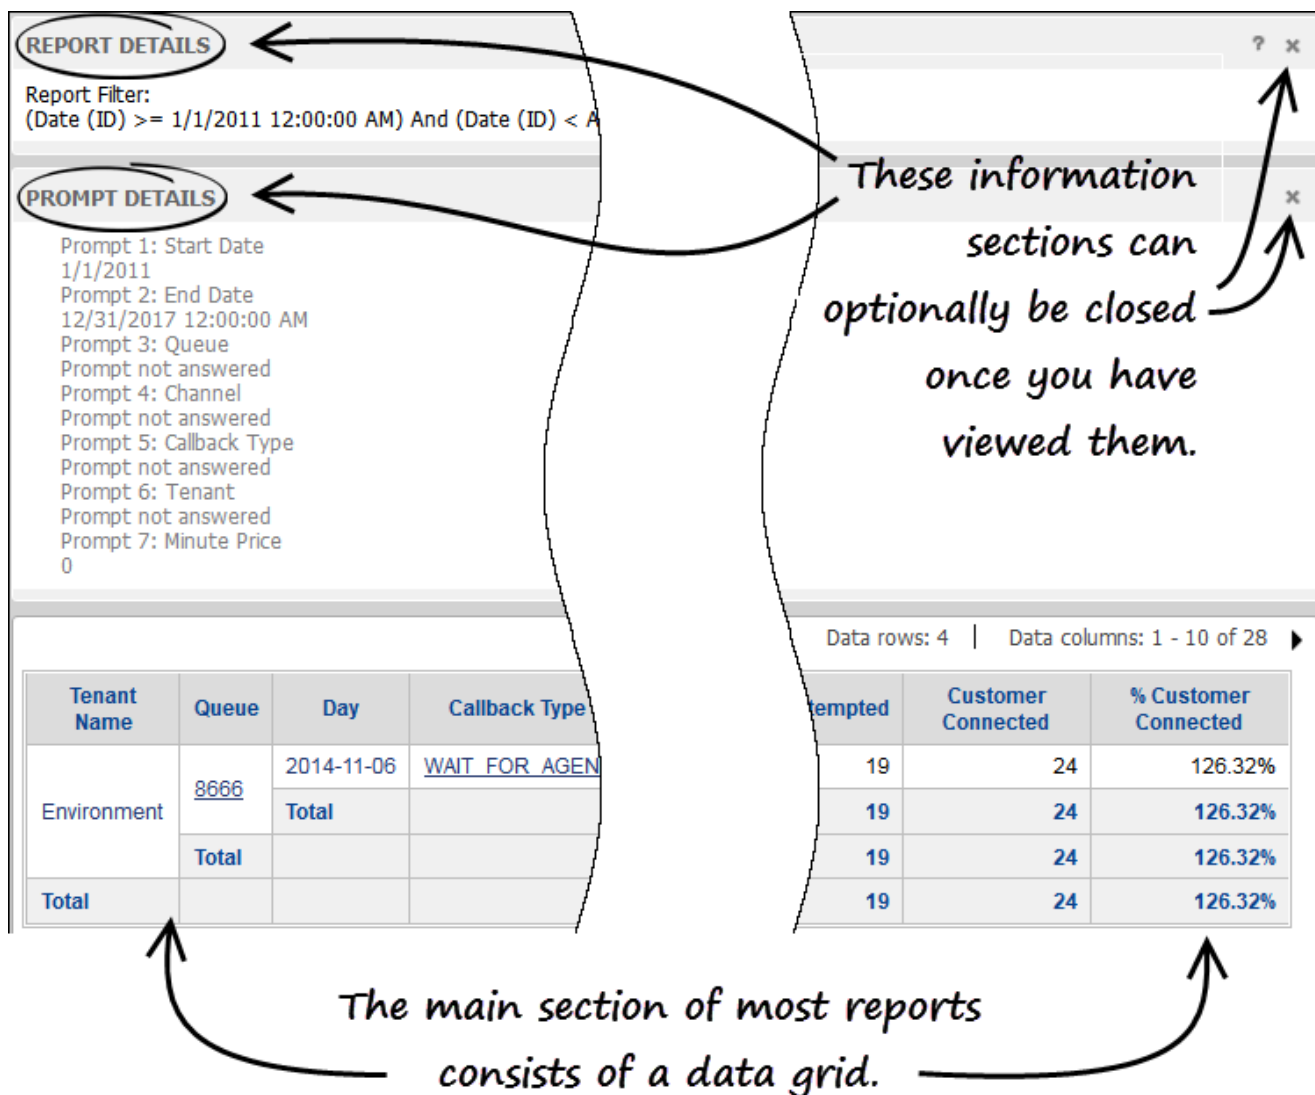 REPORT DETAILS
? ×
Report Filter:
(Date (ID) >= 1/1/2011 12:00:00 AM) And (Date (ID) <
PROMPT DETAILS
×
Prompt 1: Start Date
1/1/2011
Prompt 2: End Date
12/31/2017 12:00:00 AM
Prompt 3: Queue
Prompt not answered
Prompt 4: Channel
Prompt not answered
Prompt 5: Callback Type
Prompt not answered
Prompt 6: Tenant
Prompt not answered
Prompt 7: Minute Price
0
These information
sections can
optionally be closed
once you have
viewed them.
Data rows: 4 | Data columns: 1 - 10 of 28
Tenant Name Queue Day Callback Type tempted Customer Connected % Customer Connected
Environment 8666 2014-11-06 WAIT_FOR_AGEN 19 24 126.32%
Total 19 24 126.32%
Total 19 24 126.32%
Total 19 24 126.32%
The main section of most reports
consists of a data grid.